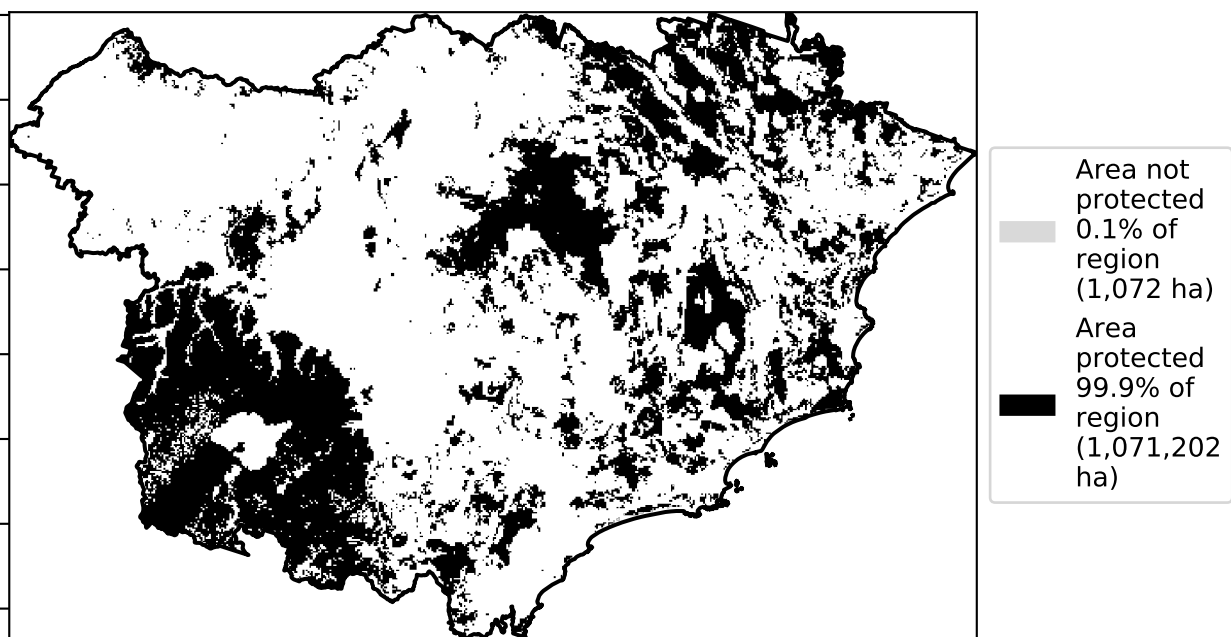 Area not
protected
0.1% of
region
(1,072 ha)
Area
protected
99.9% of
region
(1,071,202
ha)